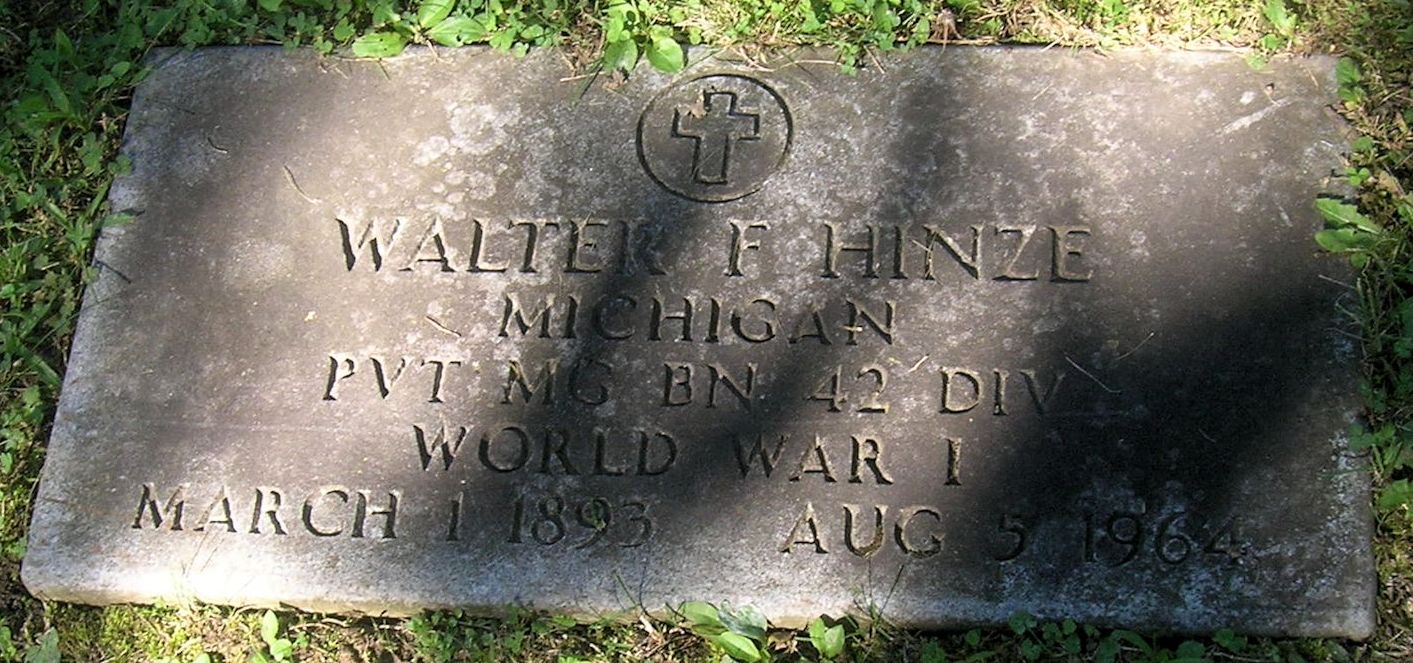 WALTER F HINZE
MICHIGAN
PVT MG BN 42 DIV
WORLD WAR I
MARCH 1 1893 AUG 5 1964